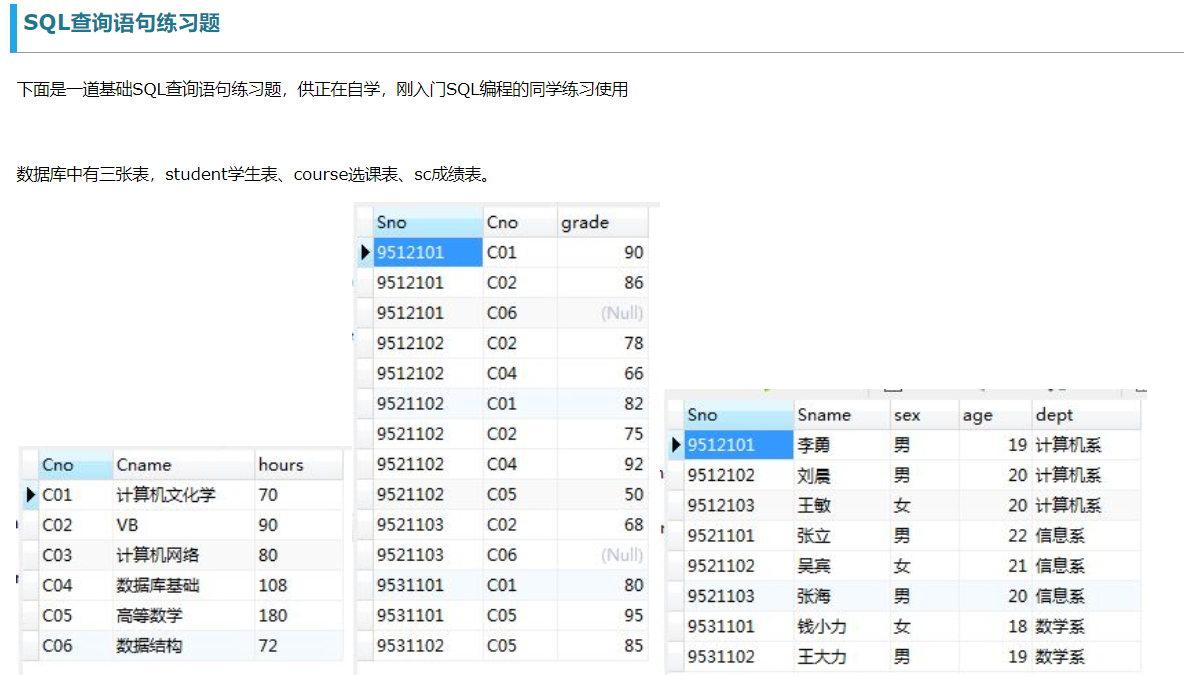 SQL查询语句练习题
下面是一道基础SQL查询语句练习题，供正在自学，刚入门SQL编程的同学练习使用
数据库中有三张表，student学生表、course选课表、sc成绩表。
Cno Cname hours
C01 计算机文化学 70
C02 VB 90
C03 计算机网络 80
C04 数据库基础 108
C05 高等数学 180
C06 数据结构 72
Sno Cno grade
9512101 C01 90
9512101 C02 86
9512101 C06 (Null)
9512102 C02 78
9512102 C04 66
9521102 C01 82
9521102 C02 75
9521102 C04 92
9521102 C05 50
9521103 C02 68
9521103 C06 (Null)
9531101 C01 80
9531101 C05 95
9531102 C05 85
Sno Sname sex age dept
9512101 李勇 男 19 计算机系
9512102 刘晨 男 20 计算机系
9512103 王敏 女 20 计算机系
9521101 张立 男 22 信息系
9521102 吴宾 女 21 信息系
9521103 张海 男 20 信息系
9531101 钱小力 女 18 数学系
9531102 王大力 男 19 数学系